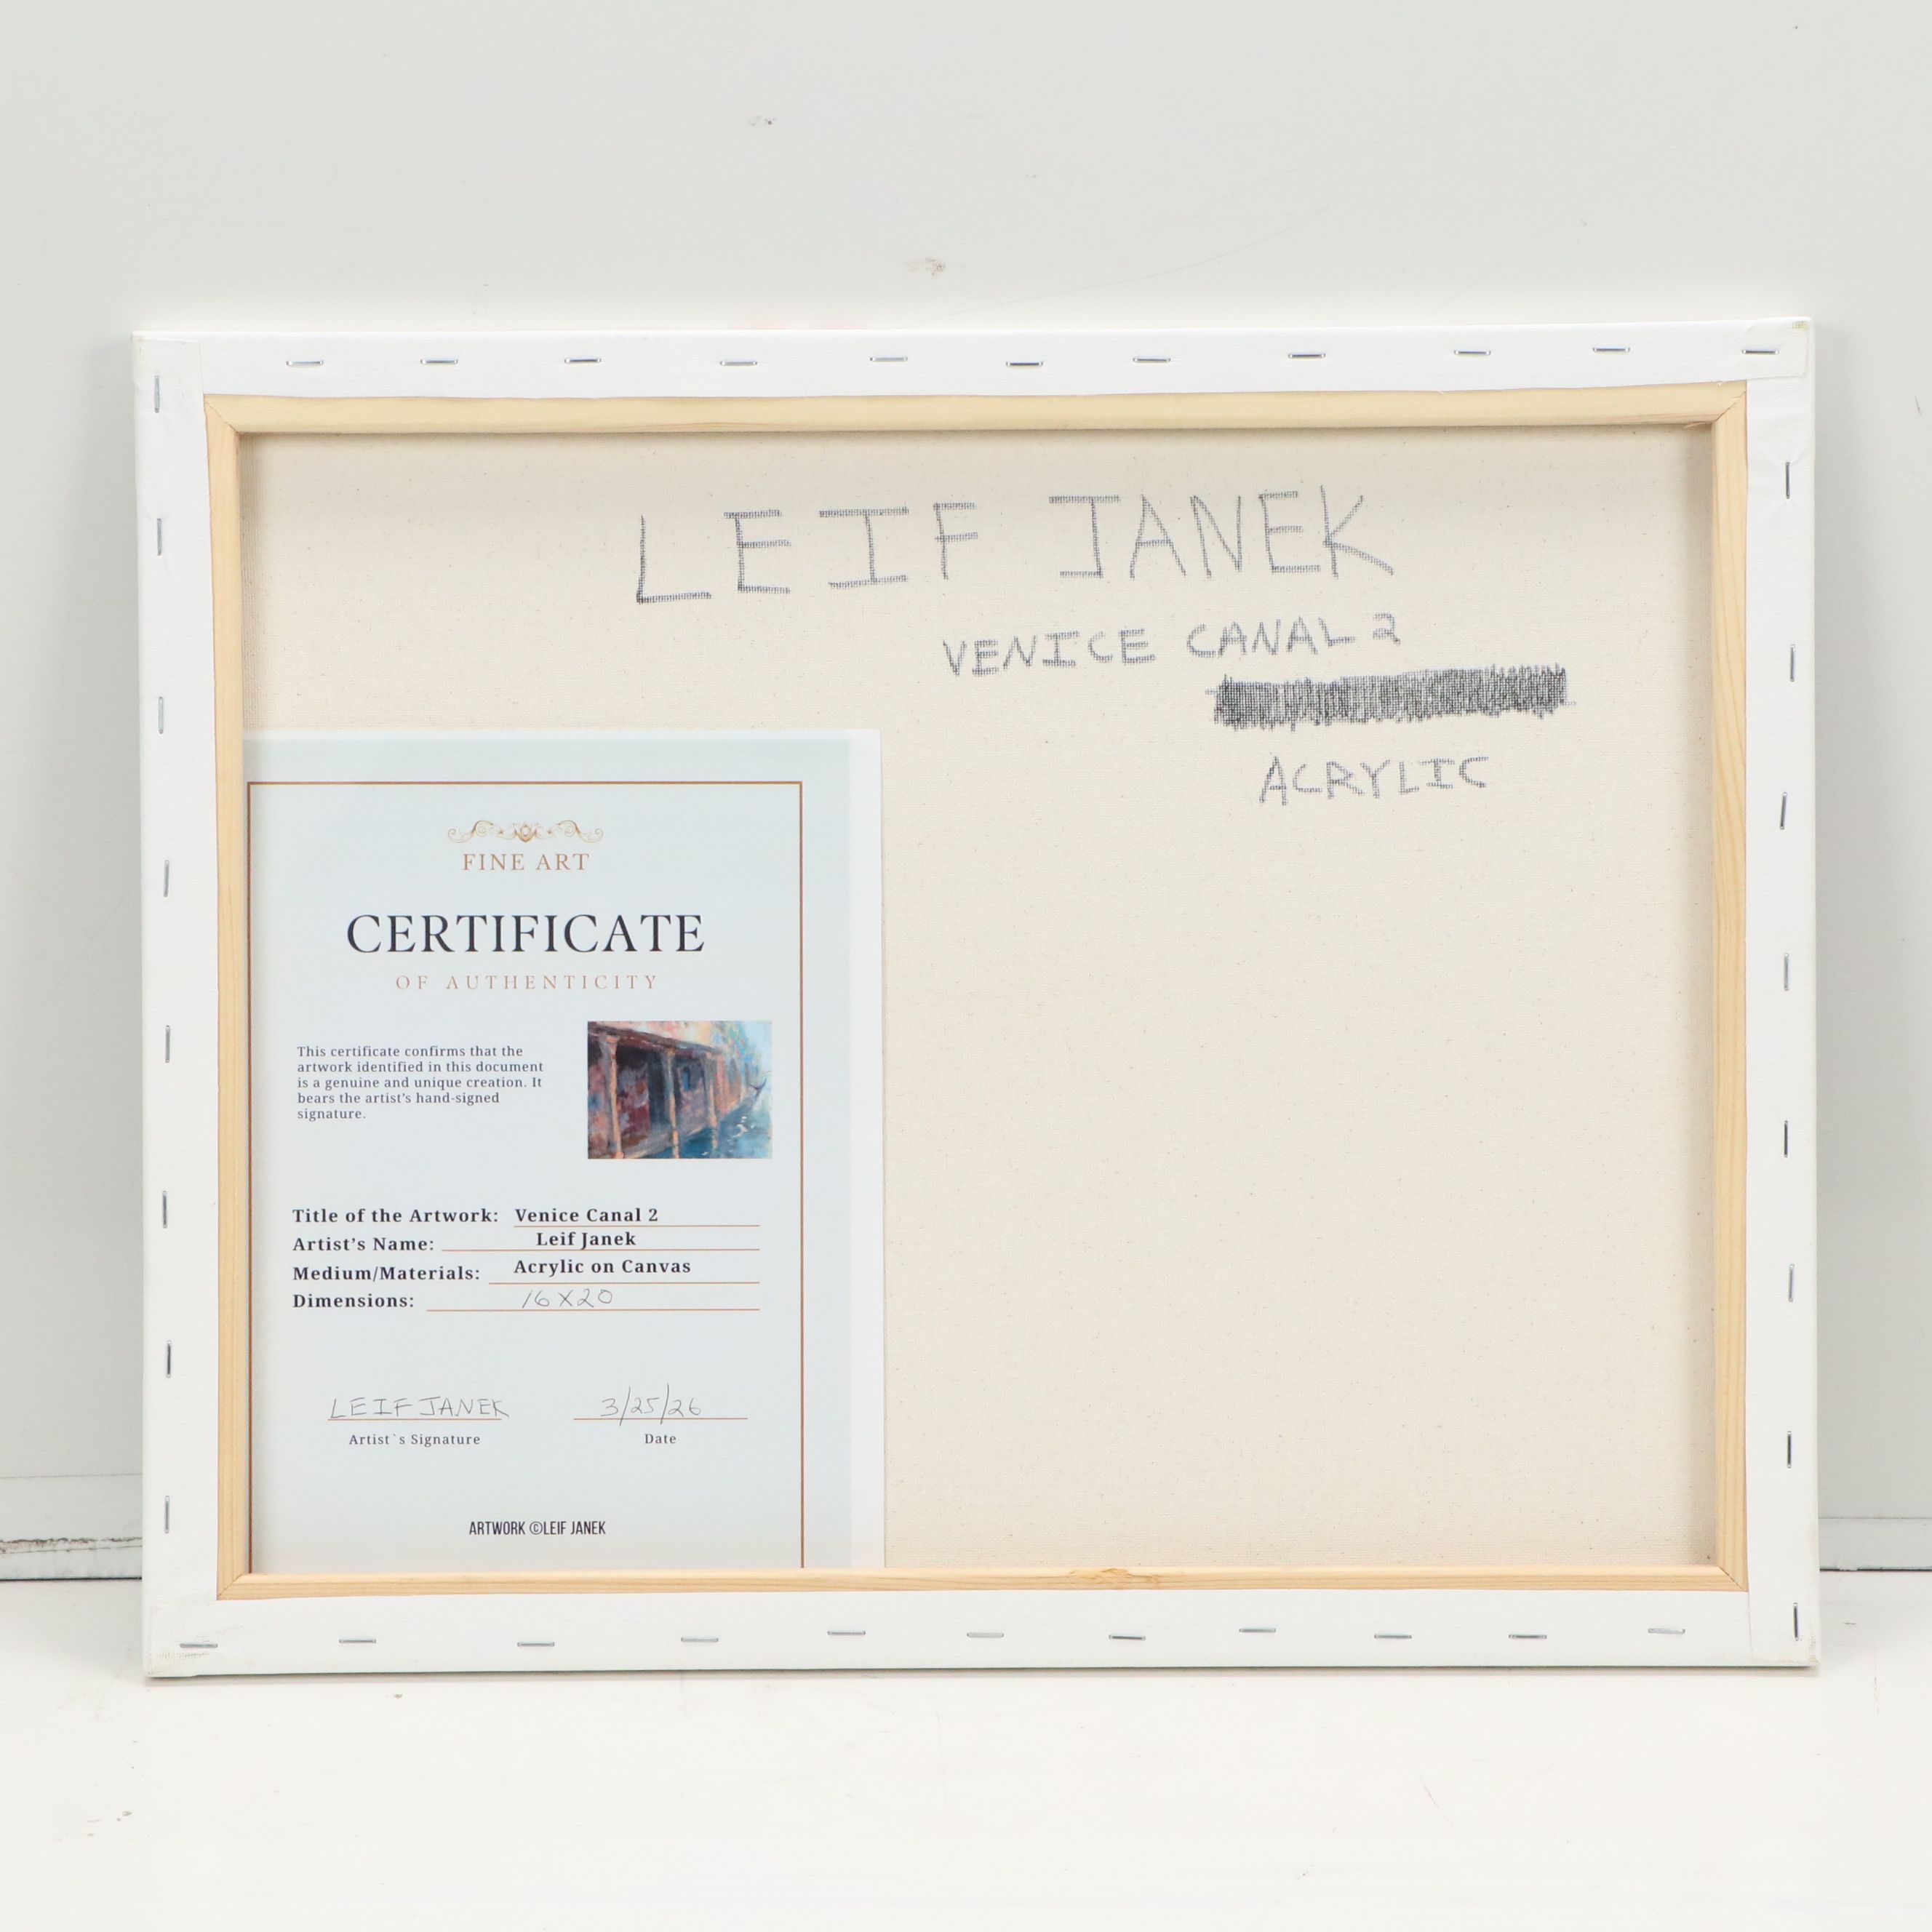 LEIF JANEK
VENICE CANAL 2
ACRYLIC
FINE ART
CERTIFICATE
OF AUTHENTICITY
This certificate confirms that the
artwork identified in this document
is a genuine and unique creation. It
bears the artist's hand-signed
signature.
Title of the Artwork: Venice Canal 2
Artist's Name: Leif Janek
Medium/Materials: Acrylic on Canvas
Dimensions: 16X20
LEIF JANEK 3/25/26
Artist`s Signature Date
ARTWORK ©LEIF JANEK